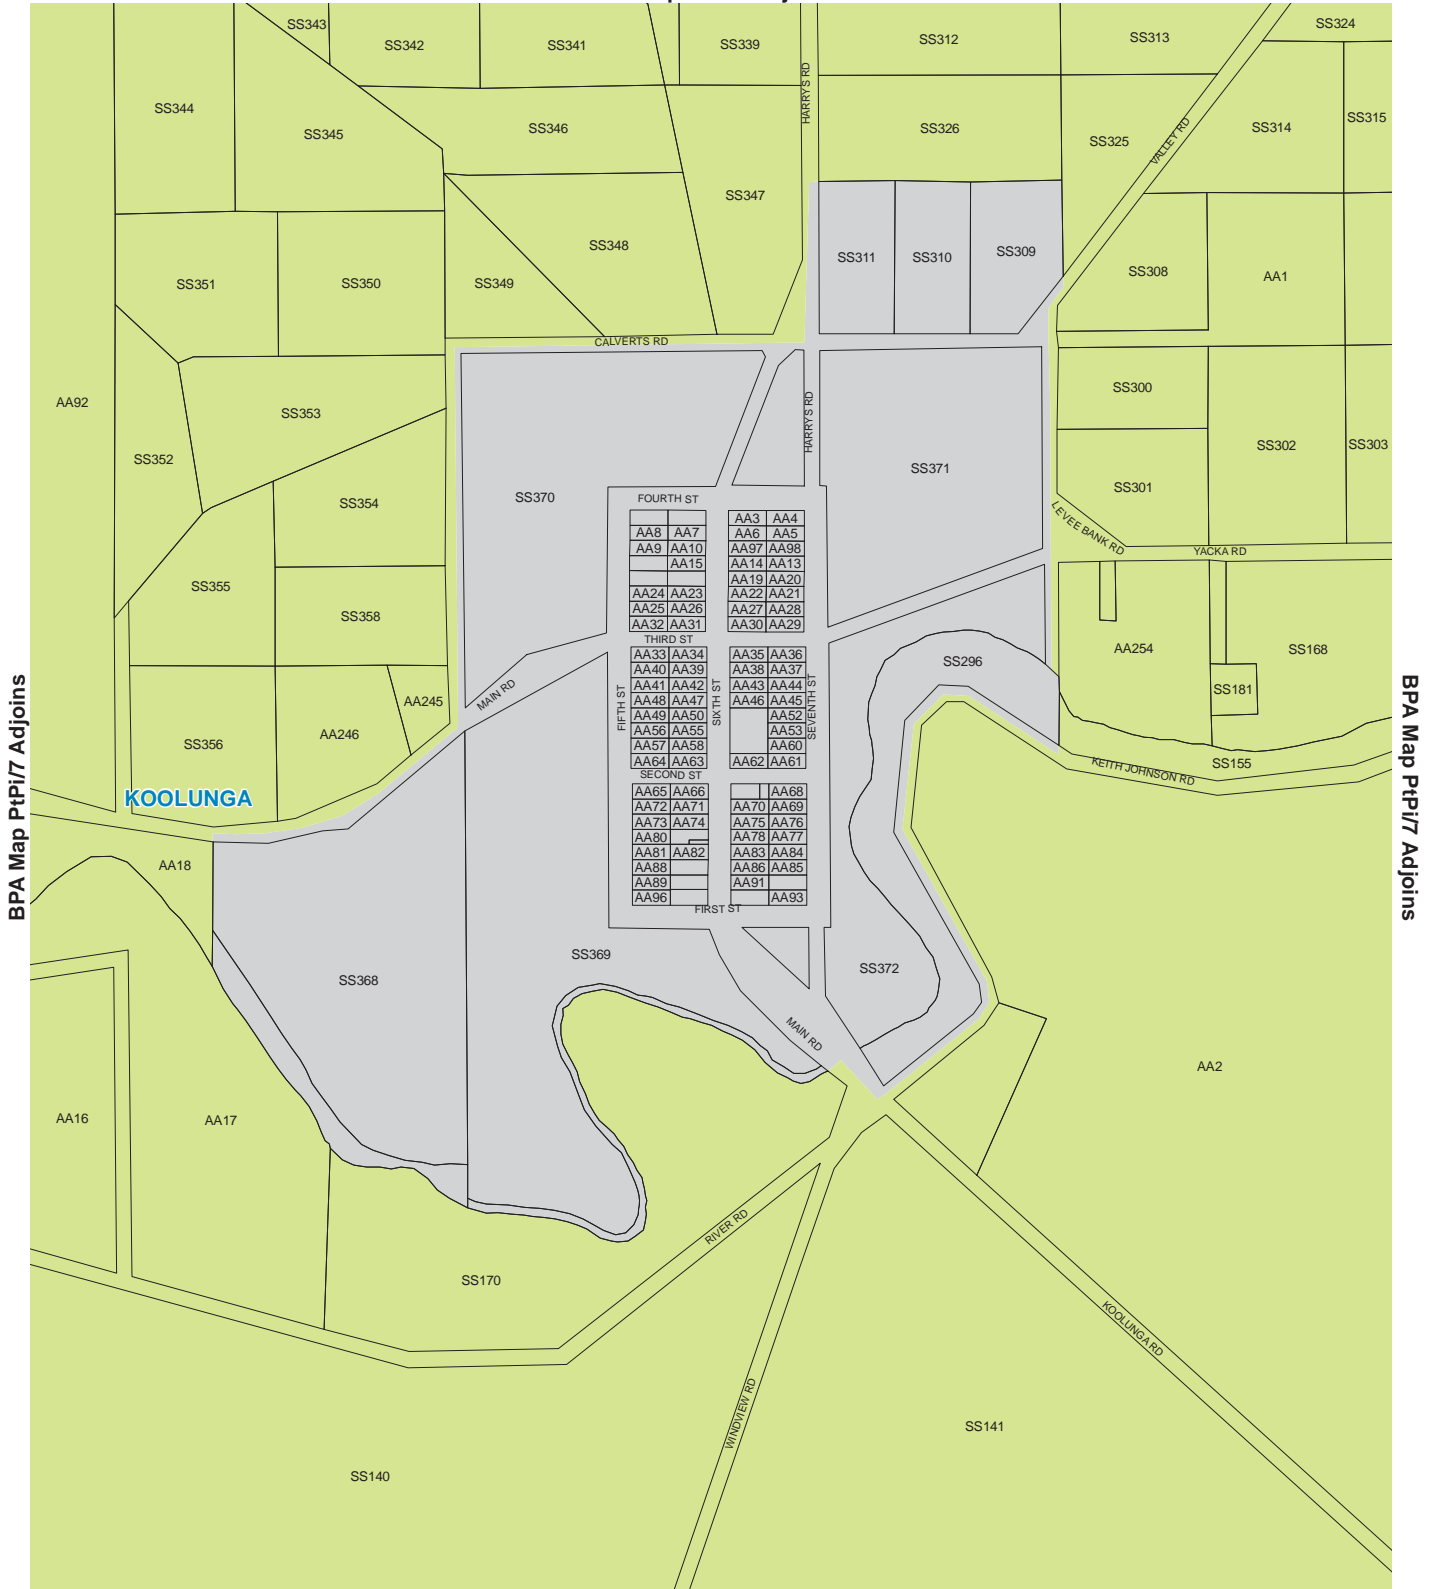 SS343
SS342
SS341
SS339
SS312
SS313
SS324
HARRYS RD
SS344
SS345
SS346
SS326
SS325
VALLEY RD
SS314
SS315
SS347
SS348
SS349
SS350
SS351
SS311
SS310
SS309
SS308
AA1
CALVERTS RD
AA92
SS353
SS352
HARRYS RD
SS300
SS302
SS303
SS301
SS370
SS371
SS354
FOURTH ST
LEVEE BANK RD
YACKA RD
AA3 AA4
AA8 AA7 AA6 AA5
AA9 AA10 AA97 AA98
AA15 AA14 AA13
AA19 AA20
AA24 AA23 AA22 AA21
AA25 AA26 AA27 AA28
AA32 AA31 AA30 AA29
THIRD ST
SS355
SS358
AA254
SS168
SS296
SS181
AA33 AA34 AA35 AA36
AA40 AA39 AA38 AA37
AA41 AA42 AA43 AA44
AA48 AA47 AA46 AA45
AA49 AA50 AA52
AA56 AA55 AA53
AA57 AA58 AA60
AA64 AA63 AA62 AA61
FIFTH ST
SIXTH ST
SEVENTH ST
MAIN RD
AA245
AA246
SS356
SECOND ST
BPA Map PtPi/7 Adjoins
BPA Map PtPi/7 Adjoins
KOOLUNGA
SS155
KEITH JOHNSON RD
AA65 AA66 AA68
AA72 AA71 AA70 AA69
AA73 AA74 AA75 AA76
AA80 AA78 AA77
AA81 AA82 AA83 AA84
AA88 AA86 AA85
AA89 AA91
AA96 AA93
FIRST ST
AA18
SS369
SS372
SS368
MAIN RD
AA2
AA16
AA17
RIVER RD
SS170
KOOLUNGA RD
WINDVIEW RD
SS141
SS140